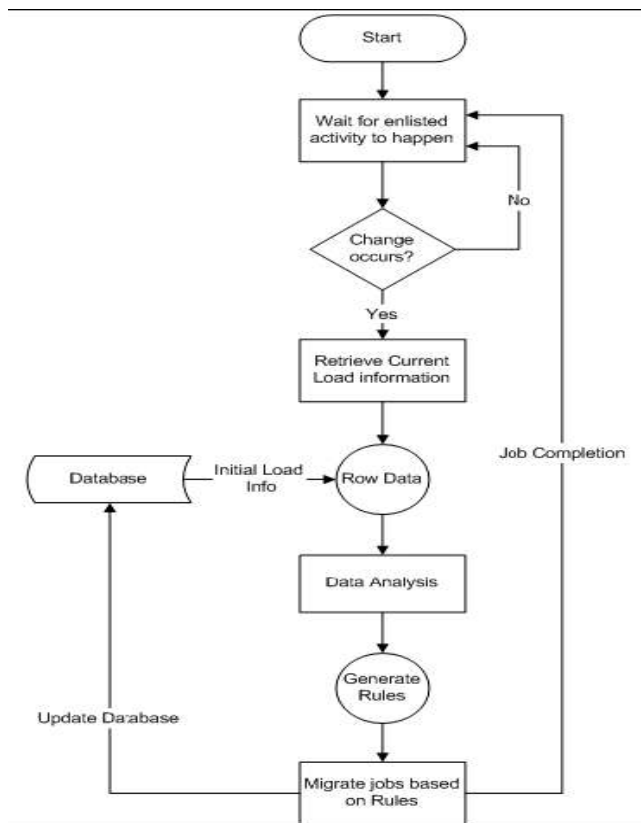 Start
Wait for enlisted
activity to happen
No
Change
occurs?
Yes
Retrieve Current
Load information
Job Completion
Database
Initial Load
Info
Row Data
Data Analysis
Generate
Rules
Update Database
Migrate jobs based
on Rules